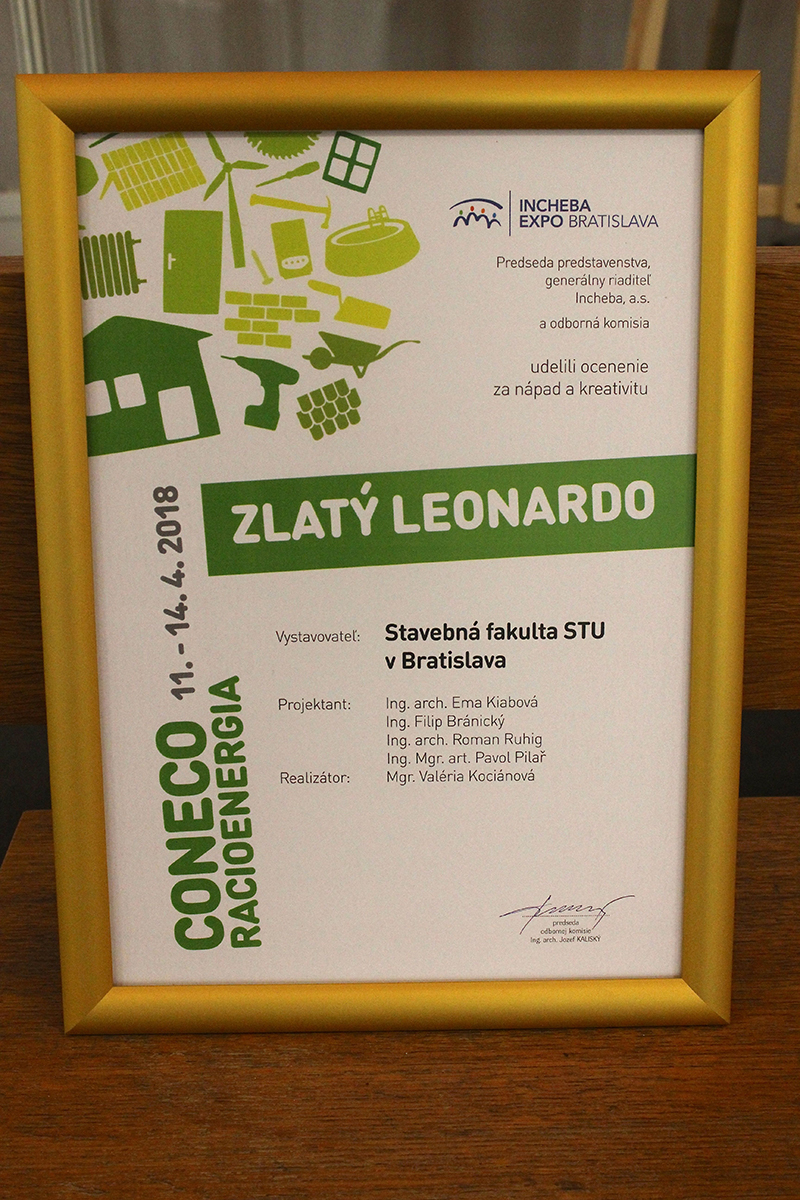 INCHEBA
EXPO BRATISLAVA
Predseda predstavenstva,
generálny riaditeľ
Incheba, a.s.
a odborná komisia
udelili ocenenie
za nápad a kreativitu
ZLATÝ LEONARDO
CONECO 11. - 14. 4. 2018
RACIOENERGIA
Vystavovateľ: Stavebná fakulta STU
v Bratislava
Projektant: Ing. arch. Ema Kiabová
Ing. Filip Bránický
Ing. arch. Roman Ruhig
Ing. Mgr. art. Pavol Pilař
Realizátor: Mgr. Valéria Kociánová
predseda
odbornej komisie
Ing. arch. Jozef KALISKÝ